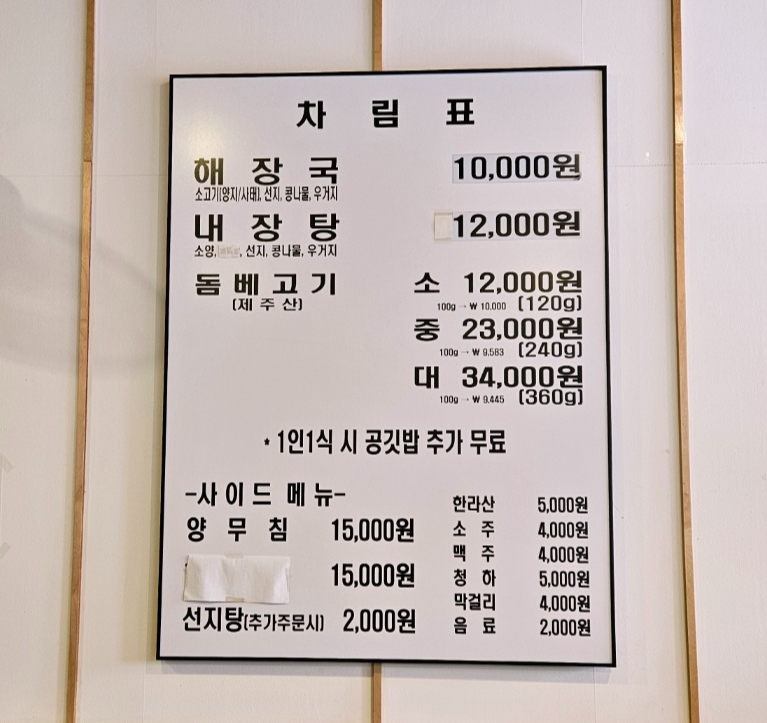 차 림 표
해 장 국 10,000원
소고기(양지/사태), 선지, 콩나물, 우거지
내 장 탕 12,000원
소양, , 선지, 콩나물, 우거지
돔 베 고 기 소 12,000원
(제 주 산) 100g → ₩ 10.000 (120g)
중 23,000원
100g → ₩ 9.583 (240g)
대 34,000원
100g → ₩ 9.445 (360g)
* 1인1식 시 공깃밥 추가 무료
-사 이 드 메 뉴-
양 무 침 15,000원
15,000원
선지탕(추가주문시) 2,000원
한라산 5,000원
소 주 4,000원
맥 주 4,000원
청 하 5,000원
막걸리 4,000원
음 료 2,000원